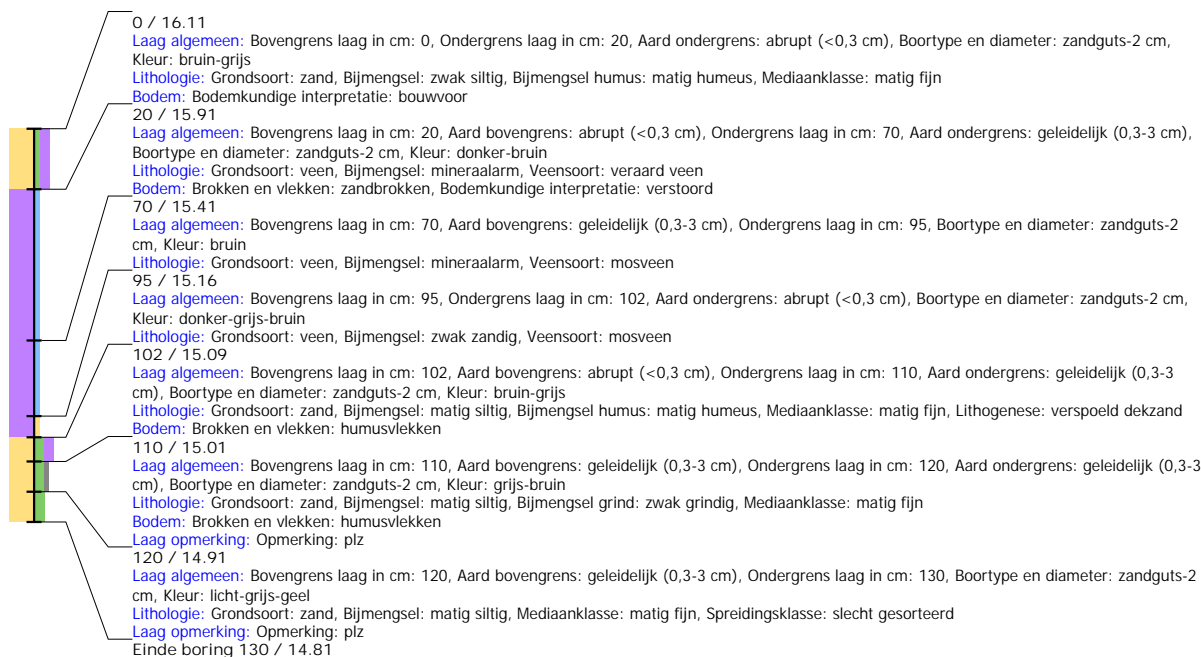 0 / 16.11
Laag algemeen: Bovengrens laag in cm: 0, Ondergrens laag in cm: 20, Aard ondergrens: abrupt (<0,3 cm), Boortype en diameter: zandguts-2 cm,
Kleur: bruin-grijs
Lithologie: Grondsoort: zand, Bijmengsel: zwak siltig, Bijmengsel humus: matig humeus, Mediaanklasse: matig fijn
Bodem: Bodemkundige interpretatie: bouwvoor
20 / 15.91
Laag algemeen: Bovengrens laag in cm: 20, Aard bovengrens: abrupt (<0,3 cm), Ondergrens laag in cm: 70, Aard ondergrens: geleidelijk (0,3-3 cm),
Boortype en diameter: zandguts-2 cm, Kleur: donker-bruin
Lithologie: Grondsoort: veen, Bijmengsel: mineraalarm, Veensoort: veraard veen
Bodem: Brokken en vlekken: zandbrokken, Bodemkundige interpretatie: verstoord
70 / 15.41
Laag algemeen: Bovengrens laag in cm: 70, Aard bovengrens: geleidelijk (0,3-3 cm), Ondergrens laag in cm: 95, Boortype en diameter: zandguts-2
cm, Kleur: bruin
Lithologie: Grondsoort: veen, Bijmengsel: mineraalarm, Veensoort: mosveen
95 / 15.16
Laag algemeen: Bovengrens laag in cm: 95, Ondergrens laag in cm: 102, Aard ondergrens: abrupt (<0,3 cm), Boortype en diameter: zandguts-2 cm,
Kleur: donker-grijs-bruin
Lithologie: Grondsoort: veen, Bijmengsel: zwak zandig, Veensoort: mosveen
102 / 15.09
Laag algemeen: Bovengrens laag in cm: 102, Aard bovengrens: abrupt (<0,3 cm), Ondergrens laag in cm: 110, Aard ondergrens: geleidelijk (0,3-3
cm), Boortype en diameter: zandguts-2 cm, Kleur: bruin-grijs
Lithologie: Grondsoort: zand, Bijmengsel: matig siltig, Bijmengsel humus: matig humeus, Mediaanklasse: matig fijn, Lithogenese: verspoeld dekzand
Bodem: Brokken en vlekken: humusvlekken
110 / 15.01
Laag algemeen: Bovengrens laag in cm: 110, Aard bovengrens: geleidelijk (0,3-3 cm), Ondergrens laag in cm: 120, Aard ondergrens: geleidelijk (0,3-3
cm), Boortype en diameter: zandguts-2 cm, Kleur: grijs-bruin
Lithologie: Grondsoort: zand, Bijmengsel: matig siltig, Bijmengsel grind: zwak grindig, Mediaanklasse: matig fijn
Bodem: Brokken en vlekken: humusvlekken
Laag opmerking: Opmerking: plz
120 / 14.91
Laag algemeen: Bovengrens laag in cm: 120, Aard bovengrens: geleidelijk (0,3-3 cm), Ondergrens laag in cm: 130, Boortype en diameter: zandguts-2
cm, Kleur: licht-grijs-geel
Lithologie: Grondsoort: zand, Bijmengsel: matig siltig, Mediaanklasse: matig fijn, Spreidingsklasse: slecht gesorteerd
Laag opmerking: Opmerking: plz
Einde boring 130 / 14.81